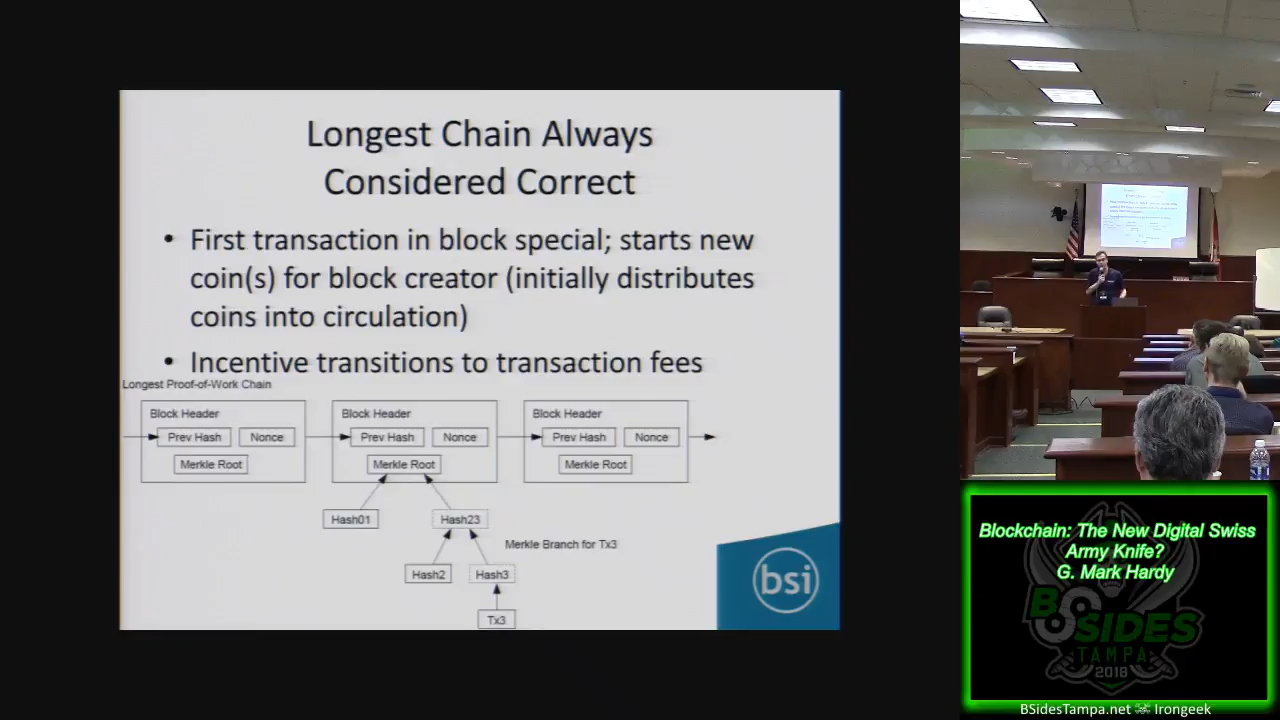 Longest Chain Always
Considered Correct
• First transaction in block special; starts new
coin(s) for block creator (initially distributes
coins into circulation)
• Incentive transitions to transaction fees
Longest Proof-of-Work Chain
Block Header Block Header Block Header
Prev Hash Nonce Prev Hash Nonce Prev Hash Nonce
Merkle Root Merkle Root Merkle Root
Hash01 Hash23
Merkle Branch for Tx3
Hash2 Hash3
Tx3
bsi
Blockchain: The New Digital Swiss
Army Knife?
G. Mark Hardy
BSIDES
TAMPA
2018
BSidesTampa.net Irongeek